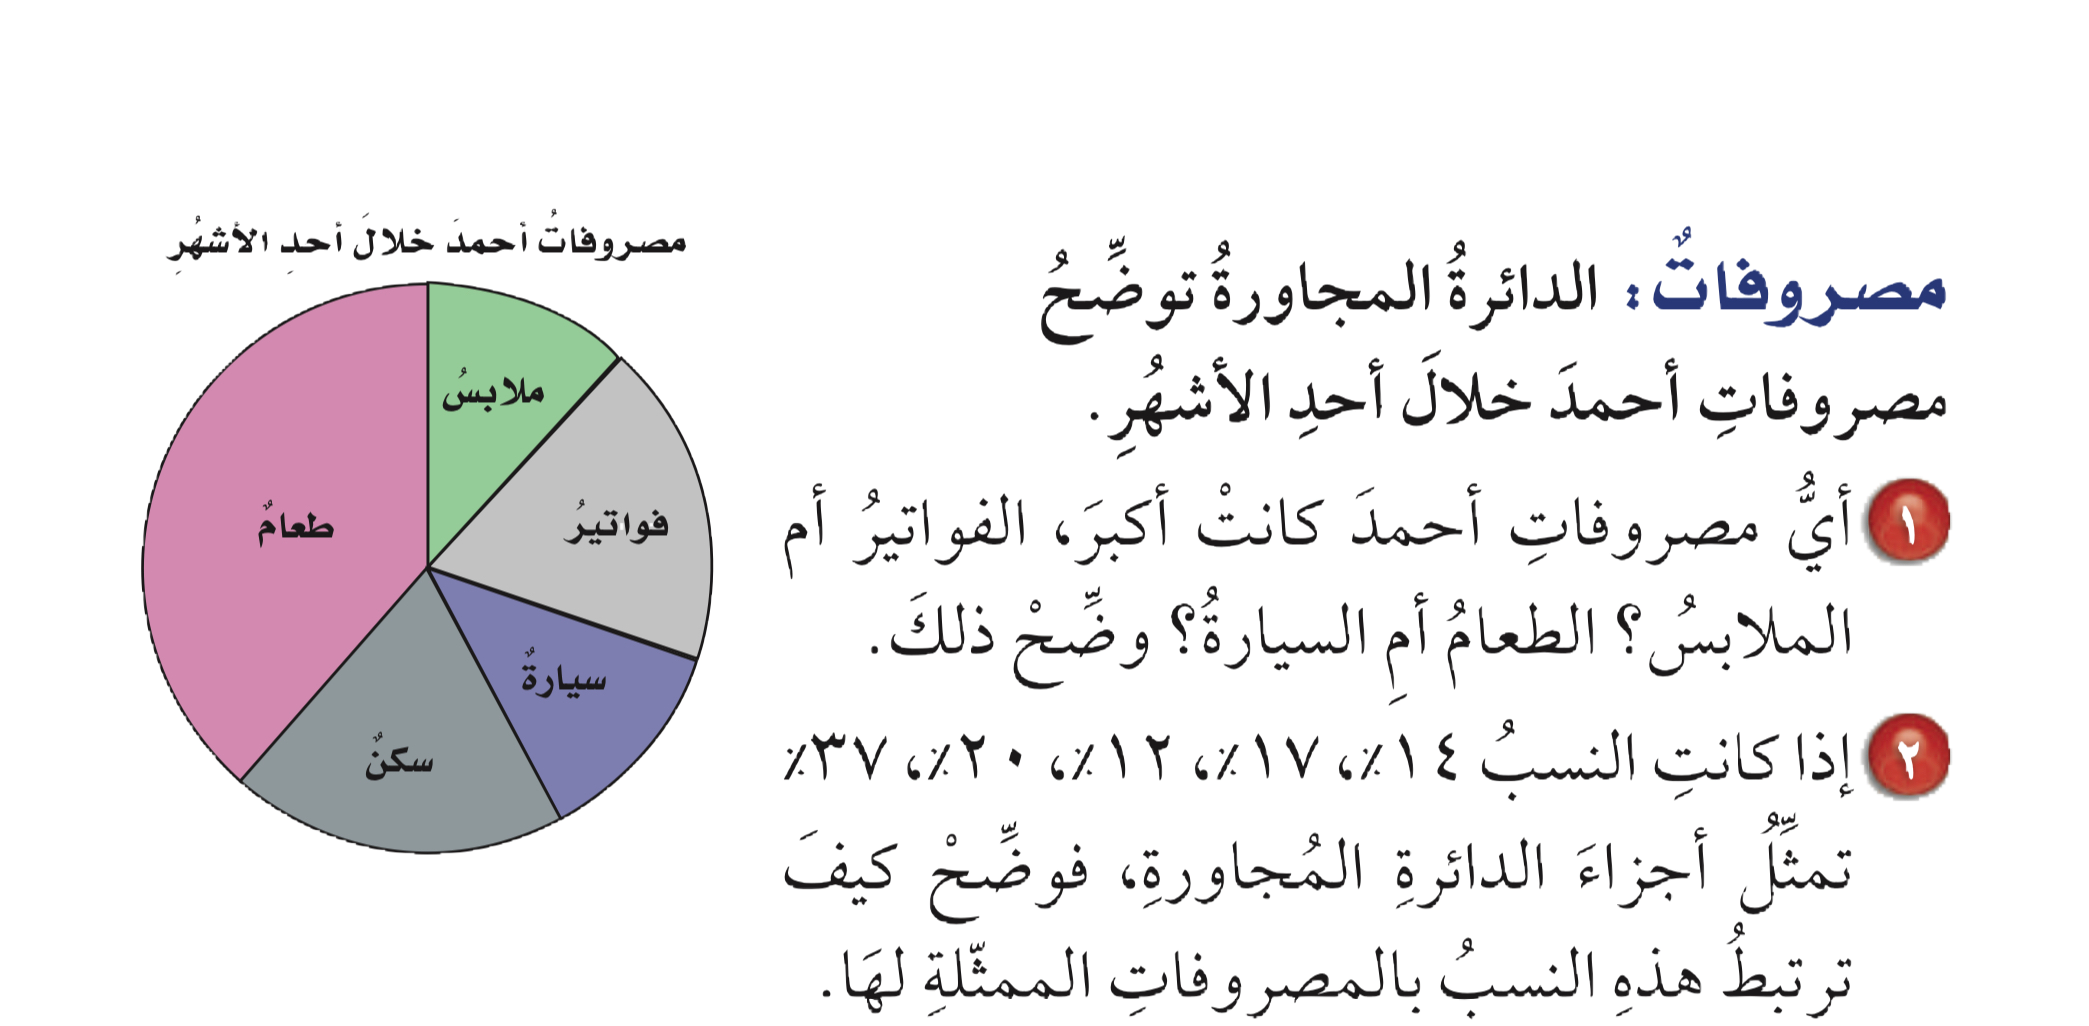 مصروفاتٌ: الدائرةُ المجاورةُ توضِّحُ
مصروفاتِ أحمدَ خلالَ أحدِ الأشهُرِ.
١ أيُّ مصروفاتِ أحمدَ كانتْ أكبرَ، الفواتيرُ أم
الملابسُ؟ الطعامُ أمِ السيارةُ؟ وضِّحْ ذلكَ.
٢ إذا كانتِ النسبُ ١٤٪، ١٧٪، ١٢٪، ٢٠٪، ٣٧٪
تمثِّلُ أجزاءَ الدائرةِ المُجاورةِ، فوضِّحْ كيفَ
ترتبطُ هذهِ النسبُ بالمصروفاتِ الممثّلةِ لهَا.
مصروفاتُ أحمدَ خلالَ أحدِ الأشهُرِ
ملابسُ
فواتيرُ
طعامٌ
سيارةٌ
سكنٌ